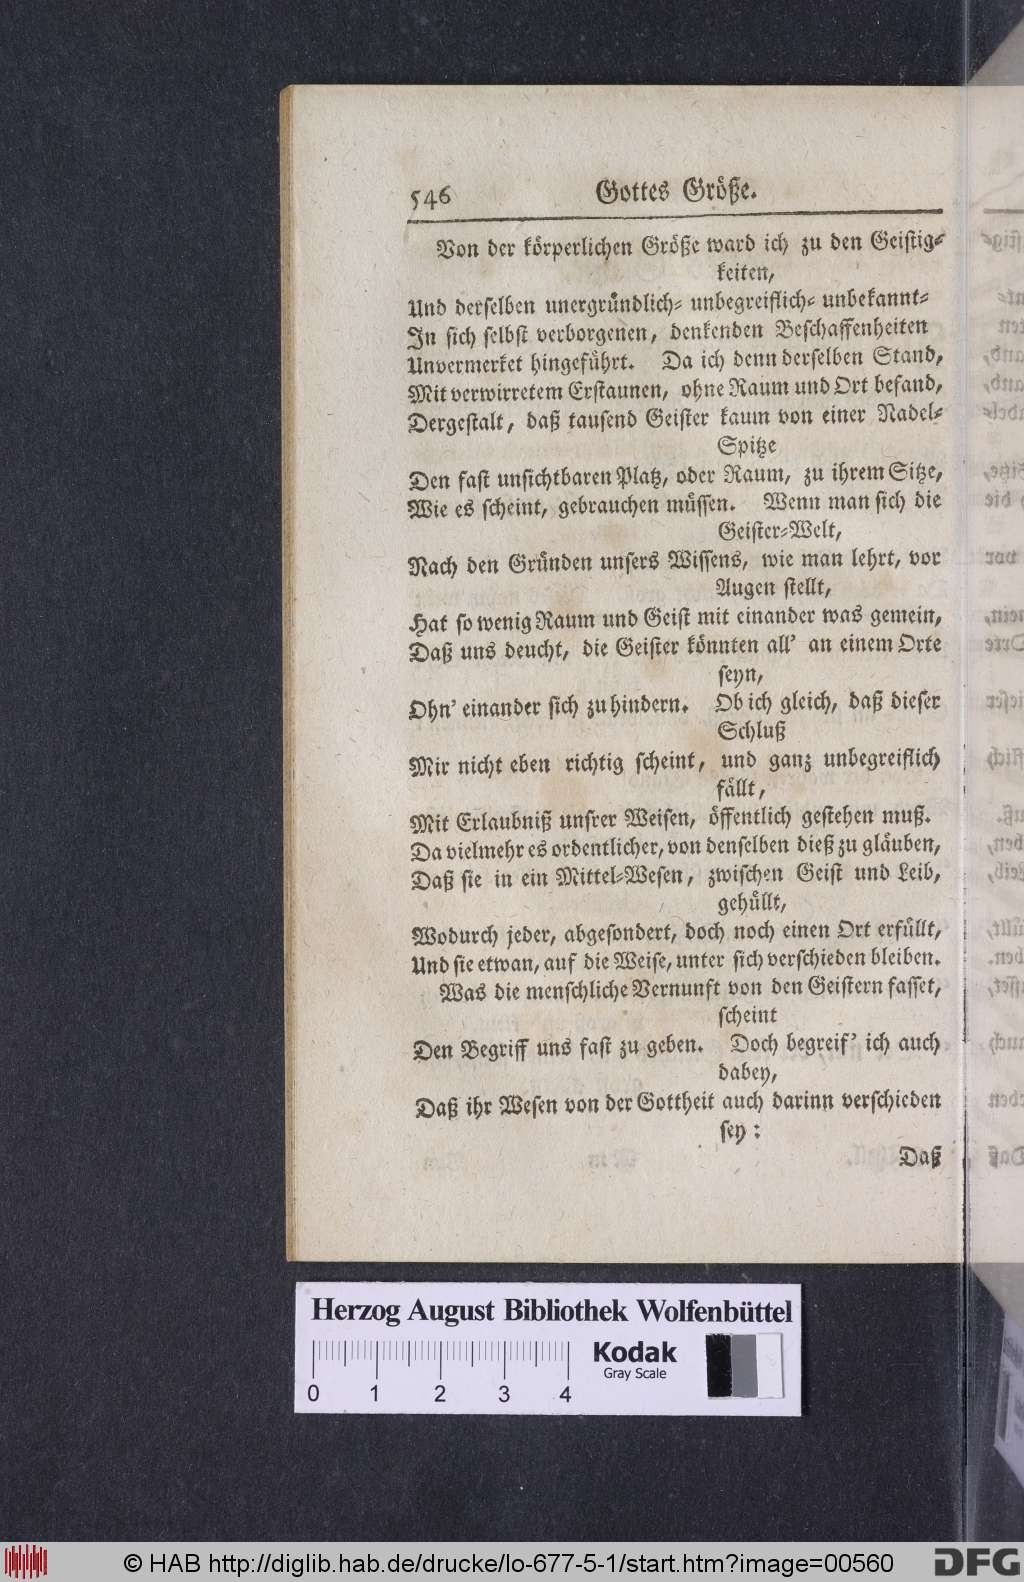 546 Gottes Größe.
Von der körperlichen Größe ward ich zu den Geistig-
keiten,
Und derselben unergründlich- unbegreiflich- unbekannt-
In sich selbst verborgenen, denkenden Beschaffenheiten
Unvermerket hingeführt. Da ich denn derselben Stand,
Mit verwirretem Erstaunen, ohne Raum und Ort befand,
Dergestalt, daß tausend Geister kaum von einer Nadel-
Spitze
Den fast unsichtbaren Platz, oder Raum, zu ihrem Sitze,
Wie es scheint, gebrauchen müssen. Wenn man sich die
Geister-Welt,
Nach den Gründen unsers Wissens, wie man lehrt, vor
Augen stellt,
Hat so wenig Raum und Geist mit einander was gemein,
Daß uns deucht, die Geister könnten all' an einem Orte
seyn,
Ohn' einander sich zu hindern. Ob ich gleich, daß dieser
Schluß
Mir nicht eben richtig scheint, und ganz unbegreiflich
fällt,
Mit Erlaubniß unsrer Weisen, öffentlich gestehen muß.
Da vielmehr es ordentlicher, von denselben dieß zu gläuben,
Daß sie in ein Mittel-Wesen, zwischen Geist und Leib,
gehüllt,
Wodurch jeder, abgesondert, doch noch einen Ort erfüllt,
Und sie etwan, auf die Weise, unter sich verschieden bleiben.
Was die menschliche Vernunft von den Geistern fasset,
scheint
Den Begriff uns fast zu geben. Doch begreif' ich auch
dabey,
Daß ihr Wesen von der Gottheit auch darinn verschieden
sey:
Daß
Herzog August Bibliothek Wolfenbüttel
Kodak
Gray Scale
0 1 2 3 4
© HAB http://diglib.hab.de/drucke/lo-677-5-1/start.htm?image=00560
DFG